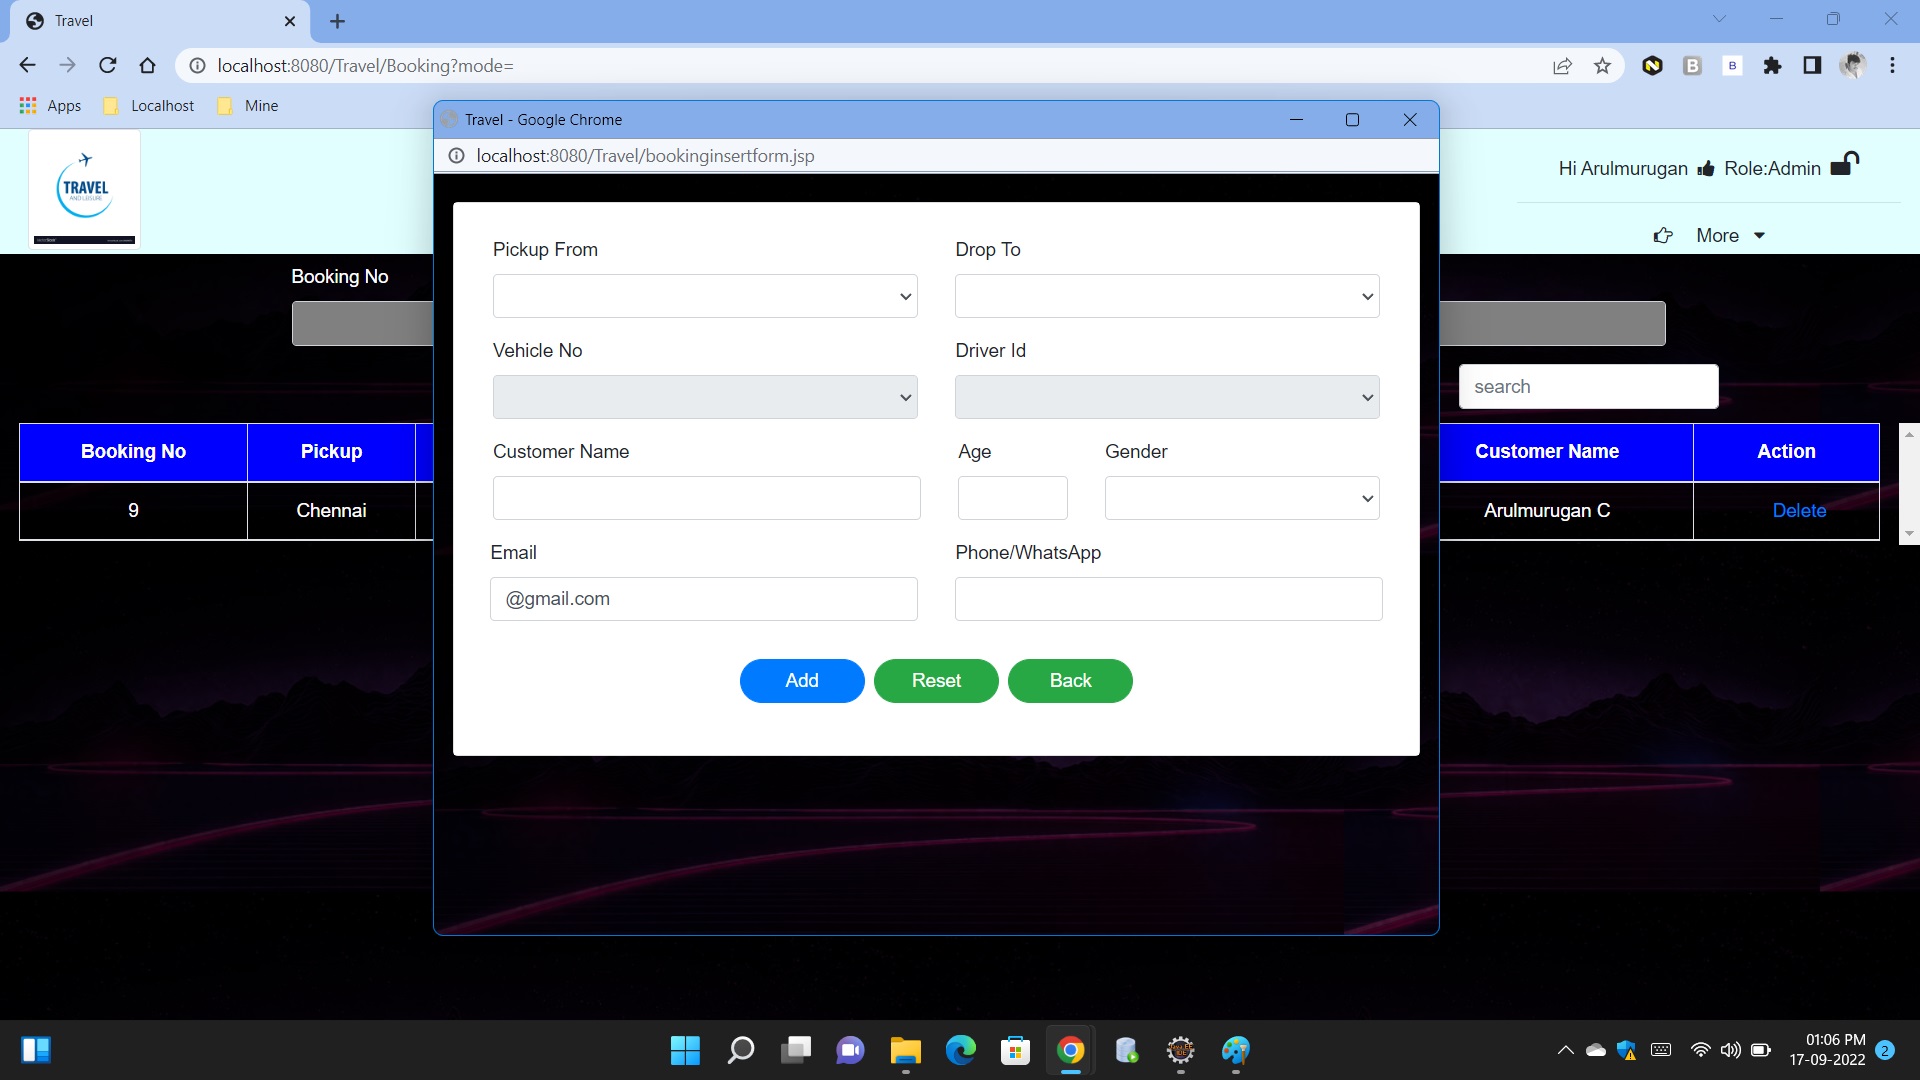 Travel
localhost:8080/Travel/Booking?mode=
Apps
Localhost
Mine
Travel - Google Chrome
localhost:8080/Travel/bookinginsertform.jsp
TRAVEL
AND LEISURE
Hi Arulmurugan Role:Admin
More
Booking No
search
Booking No Pickup Customer Name Action
9 Chennai Arulmurugan C Delete
Pickup From Drop To
Vehicle No Driver Id
Customer Name Age Gender
Email Phone/WhatsApp
@gmail.com
Add Reset Back
01:06 PM
17-09-2022
2